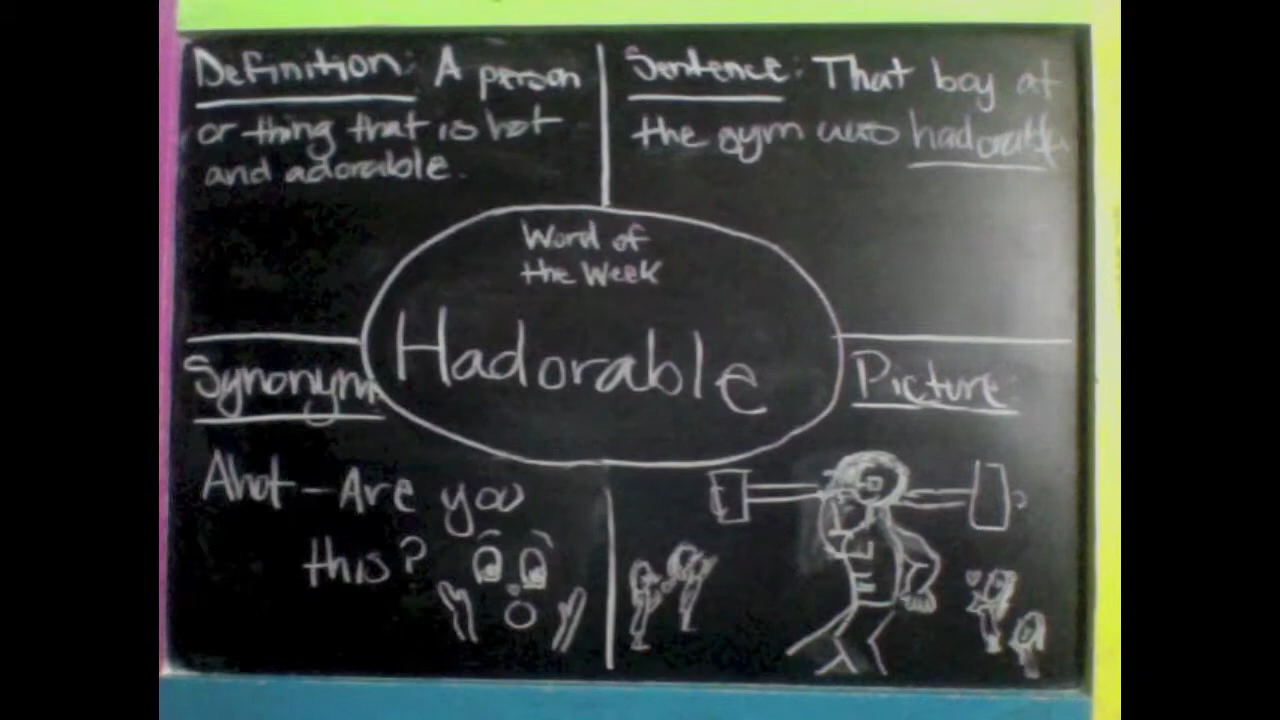 Definition: A person
or thing that is hot
and adorable.
Sentence: That boy at
the gym was hadorable
Word of
the Week
Hadorable
Synonym
Ahot - Are you
this?
Picture: